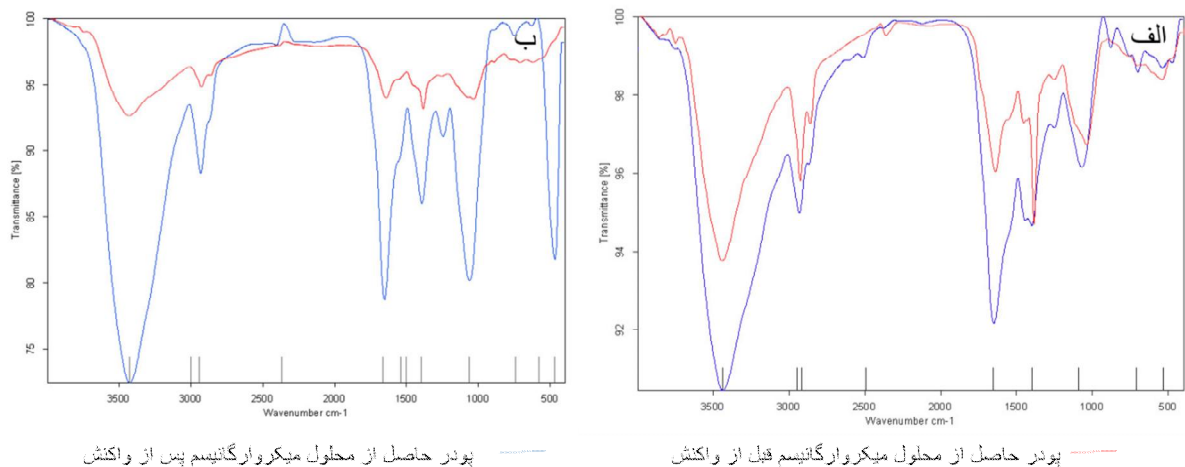 الف
100
98
96
94
92
Transmittance [%]
3500 3000 2500 2000 1500 1000 500
Wavenumber cm-1
ب
100
95
90
85
80
75
Transmittance [%]
3500 3000 2500 2000 1500 1000 500
Wavenumber cm-1
پودر حاصل از محلول میکروارگانیسم قبل از واکنش
پودر حاصل از محلول میکروارگانیسم پس از واکنش